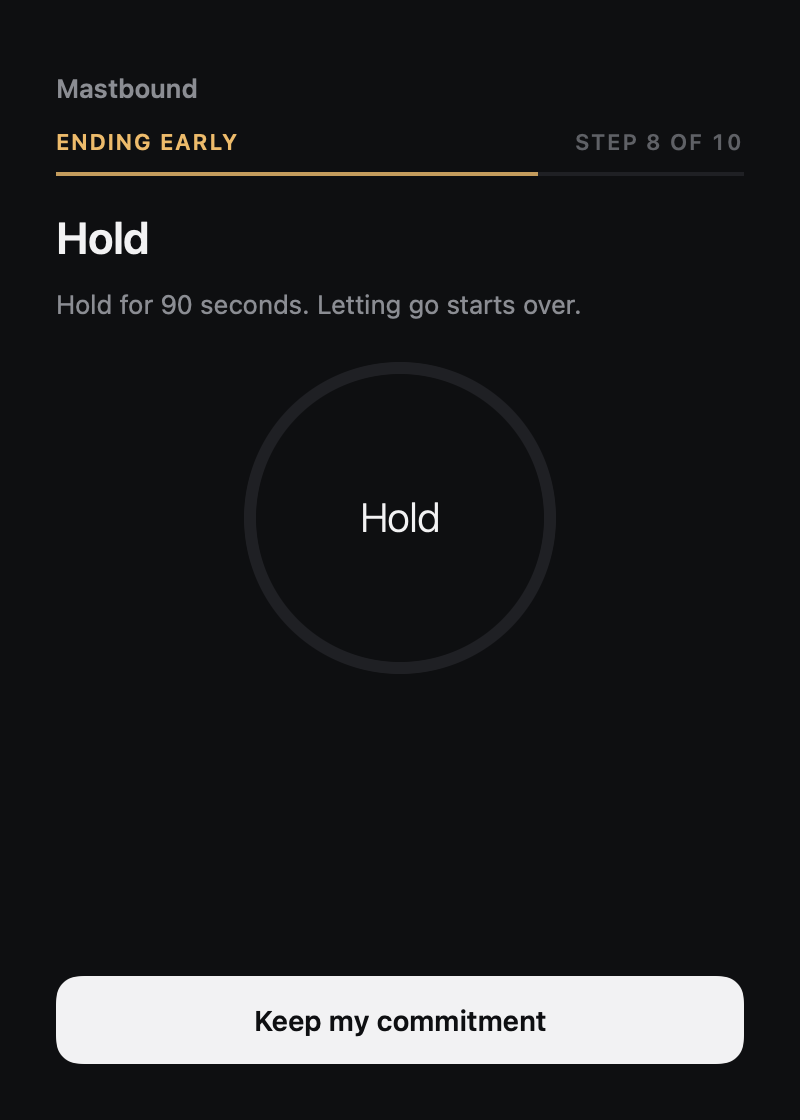 Mastbound
ENDING EARLY
STEP 8 OF 10
Hold
Hold for 90 seconds. Letting go starts over.
Hold
Keep my commitment